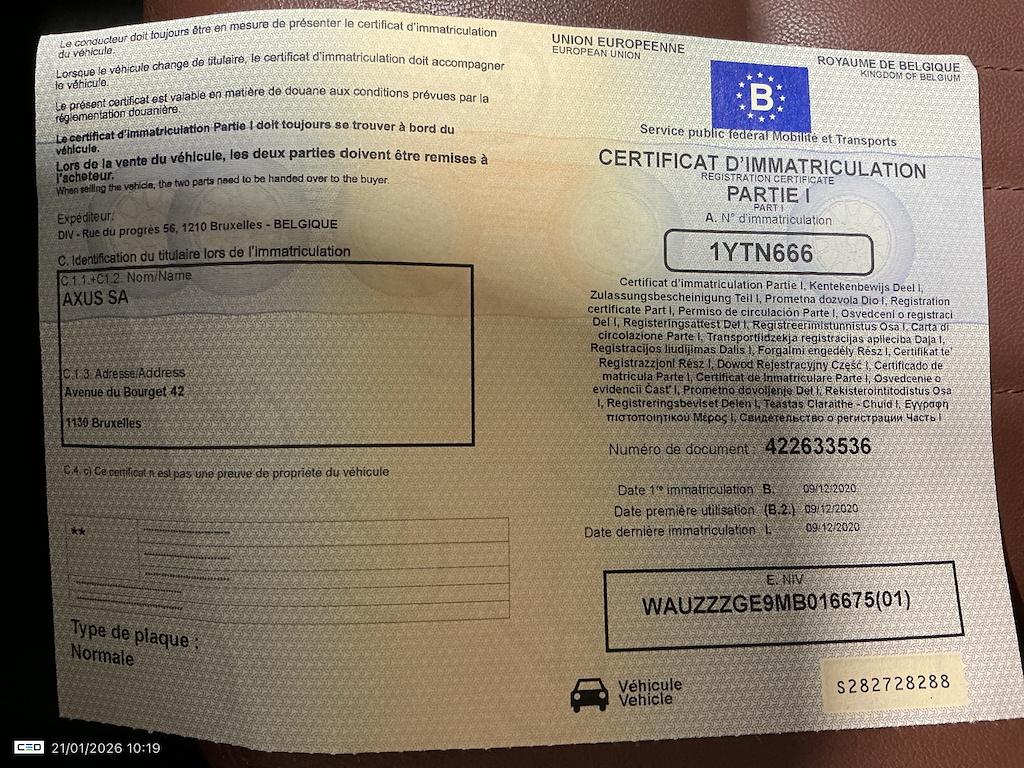 Le conducteur doit toujours être en mesure de présenter le certificat d'immatriculation
du véhicule.
Lorsque le véhicule change de titulaire, le certificat d'immatriculation doit accompagner
le véhicule.
Le présent certificat est valable en matière de douane aux conditions prévues par la
réglementation douanière.
Le certificat d'immatriculation Partie I doit toujours se trouver à bord du
véhicule.
Lors de la vente du véhicule, les deux parties doivent être remises à
l'acheteur.
When selling the vehicle, the two parts need to be handed over to the buyer.
Expéditeur:
DIV - Rue du progrès 56, 1210 Bruxelles - BELGIQUE
C. Identification du titulaire lors de l'immatriculation
C.1.1.+C1.2. Nom/Name
AXUS SA
C.1.3. Adresse/Address
Avenue du Bourget 42
1130 Bruxelles
C.4. c) Ce certificat n est pas une preuve de propriété du véhicule
**
Type de plaque :
Normale
UNION EUROPEENNE
EUROPEAN UNION
ROYAUME DE BELGIQUE
KINGDOM OF BELGIUM
B
Service public fédéral Mobilité et Transports
CERTIFICAT D'IMMATRICULATION
REGISTRATION CERTIFICATE
PARTIE I
PART I
A. N° d'immatriculation
1YTN666
Certificat d'immatriculation Partie I, Kentekenbewijs Deel I,
Zulassungsbescheinigung Teil I, Prometna dozvola Dio I, Registration
certificate Part I, Permiso de circulación Parte I, Osvedceni o registraci
Del I, Registeringsattest Del I, Registreerimistunnistus Osa I, Carta di
circolazione Parte I, Transportlidzekja registracijas aplieciba Daļa I,
Registracijos liudijimas Dalis I, Forgalmi engedély Rész I, Certifikat te'
Registrazzjoni Rész I, Dowod Rejestracyjny Część I, Certificado de
matricula Parte I, Certificat de Inmatriculare Parte I, Osvedcenie o
evidencii Čast' I, Prometno dovoljenje Del I, Rekisterointitodistus Osa
I, Registreringsbeviset Delen I, Teastas Claraithe - Chuid I, Εγγραφή
πιστοποιητικού Μέρος I, Свидетельство о регистрации Часть I
Numéro de document : 422633536
Date 1re immatriculation B. 09/12/2020
Date première utilisation (B.2.) 09/12/2020
Date dernière immatriculation I. 09/12/2020
E. NIV
WAUZZZGE9MB016675(01)
Véhicule
Vehicle
S282728288
CEO 21/01/2026 10:19